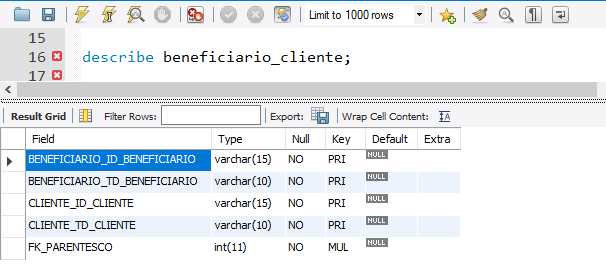 Limit to 1000 rows
15
16 describe beneficiario_cliente;
17
Result Grid Filter Rows: Export: Wrap Cell Content:
Field Type Null Key Default Extra
BENEFICIARIO_ID_BENEFICIARIO varchar(15) NO PRI NULL
BENEFICIARIO_TD_BENEFICIARIO varchar(10) NO PRI NULL
CLIENTE_ID_CLIENTE varchar(15) NO PRI NULL
CLIENTE_TD_CLIENTE varchar(10) NO PRI NULL
FK_PARENTESCO int(11) NO MUL NULL